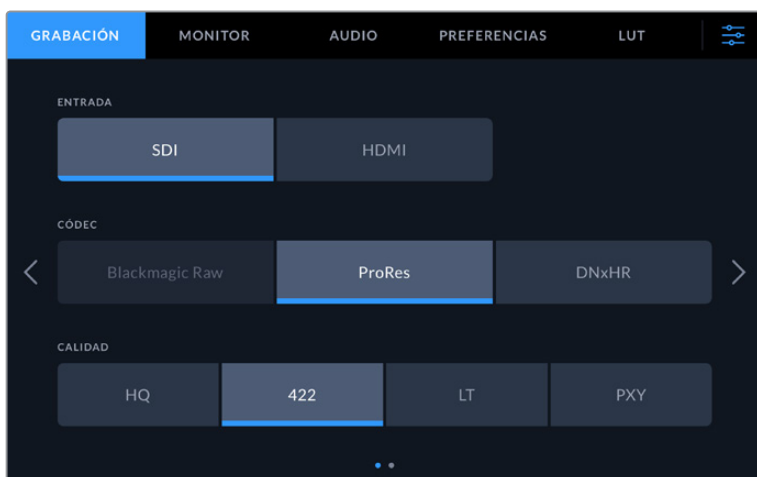 GRABACIÓN MONITOR AUDIO PREFERENCIAS LUT
ENTRADA
SDI HDMI
CÓDEC
Blackmagic Raw ProRes DNxHR
CALIDAD
HQ 422 LT PXY